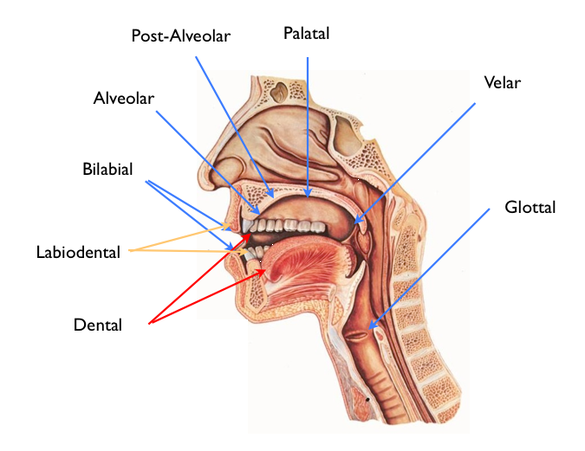 Palatal
Post-Alveolar
Velar
Alveolar
Bilabial
Glottal
Labiodental
Dental